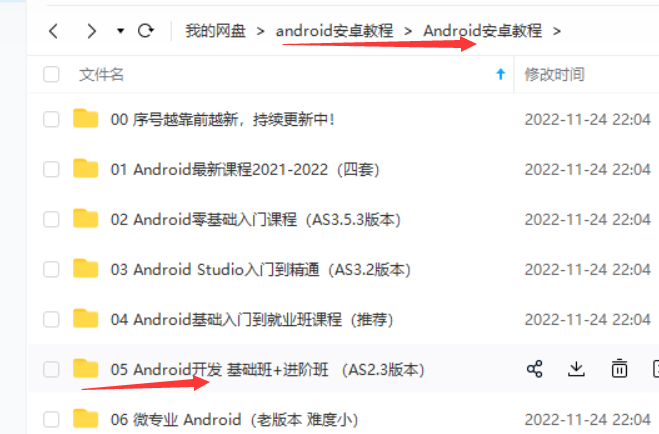 我的网盘 > android安卓教程 > Android安卓教程 >
文件名 修改时间
00 序号越靠前越新，持续更新中！ 2022-11-24 22:04
01 Android最新课程2021-2022（四套） 2022-11-24 22:04
02 Android零基础入门课程（AS3.5.3版本） 2022-11-24 22:04
03 Android Studio入门到精通（AS3.2版本） 2022-11-24 22:04
04 Android基础入门到就业班课程（推荐） 2022-11-24 22:04
05 Android开发 基础班+进阶班 （AS2.3版本）
06 微专业 Android（老版本 难度小） 2022-11-24 22:04